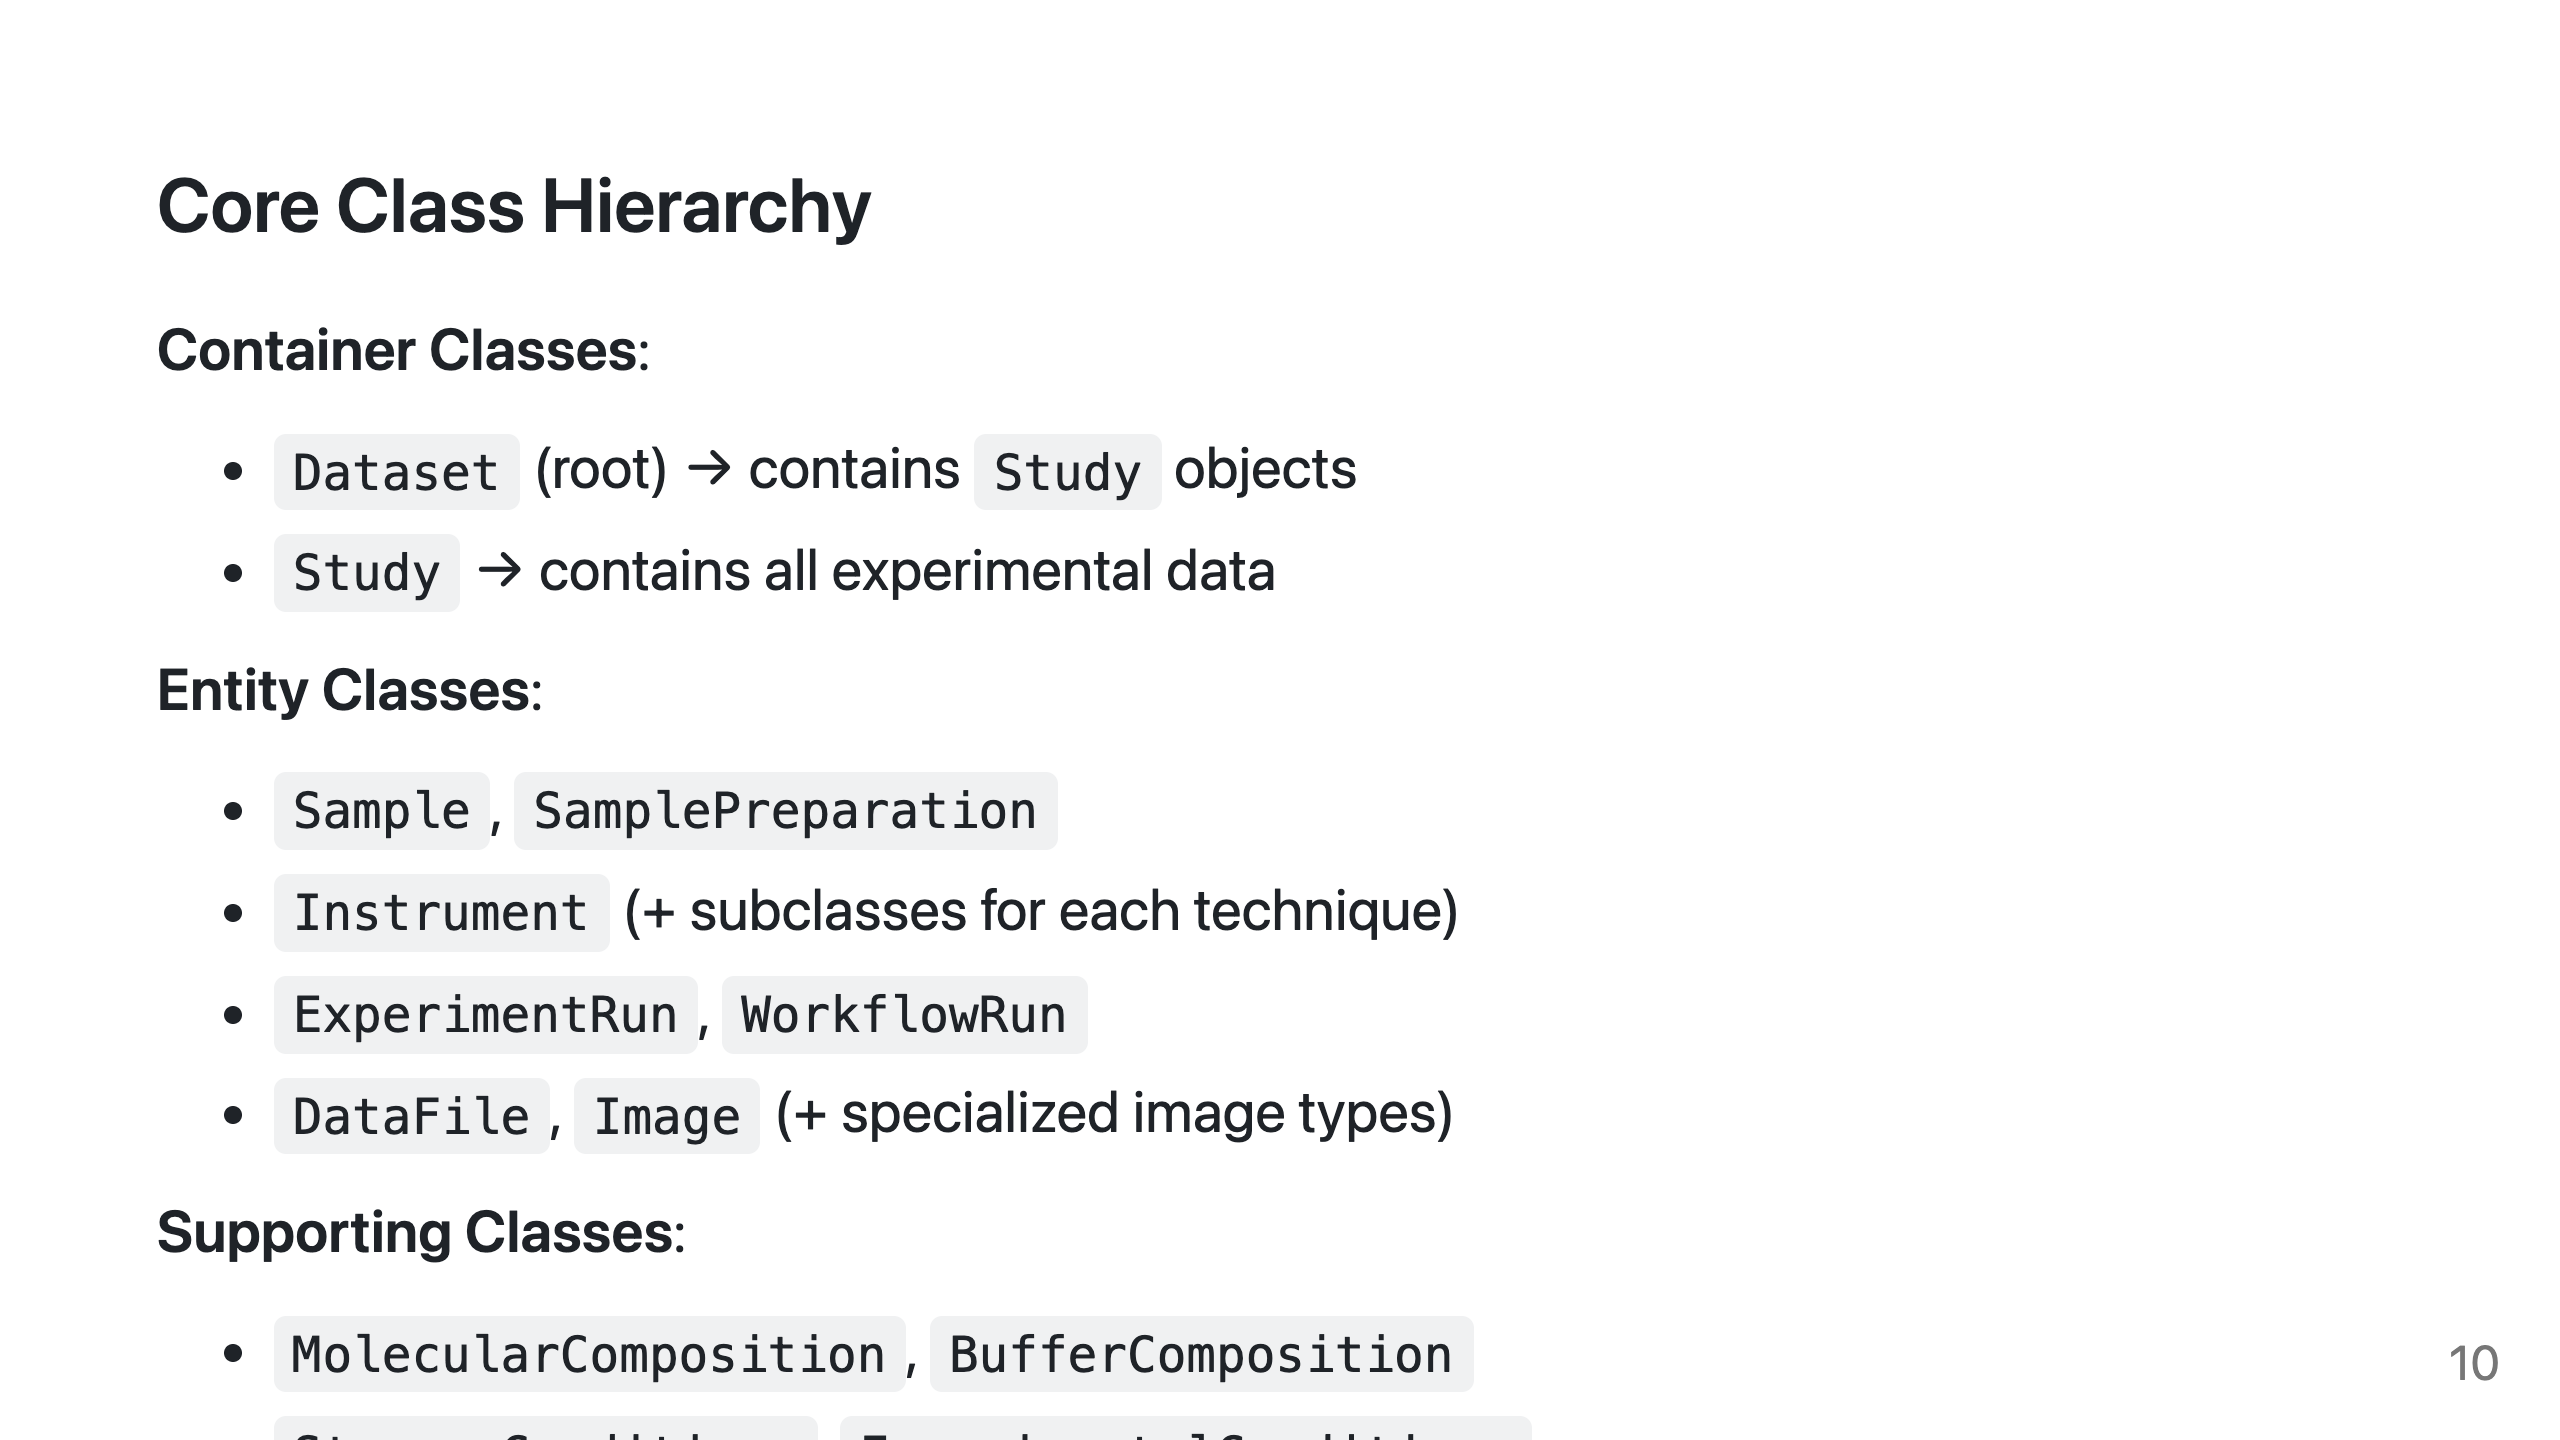 Core Class Hierarchy
Container Classes:
• Dataset (root) → contains Study objects
• Study → contains all experimental data
Entity Classes:
• Sample, SamplePreparation
• Instrument (+ subclasses for each technique)
• ExperimentRun, WorkflowRun
• DataFile, Image (+ specialized image types)
Supporting Classes:
• MolecularComposition, BufferComposition
10